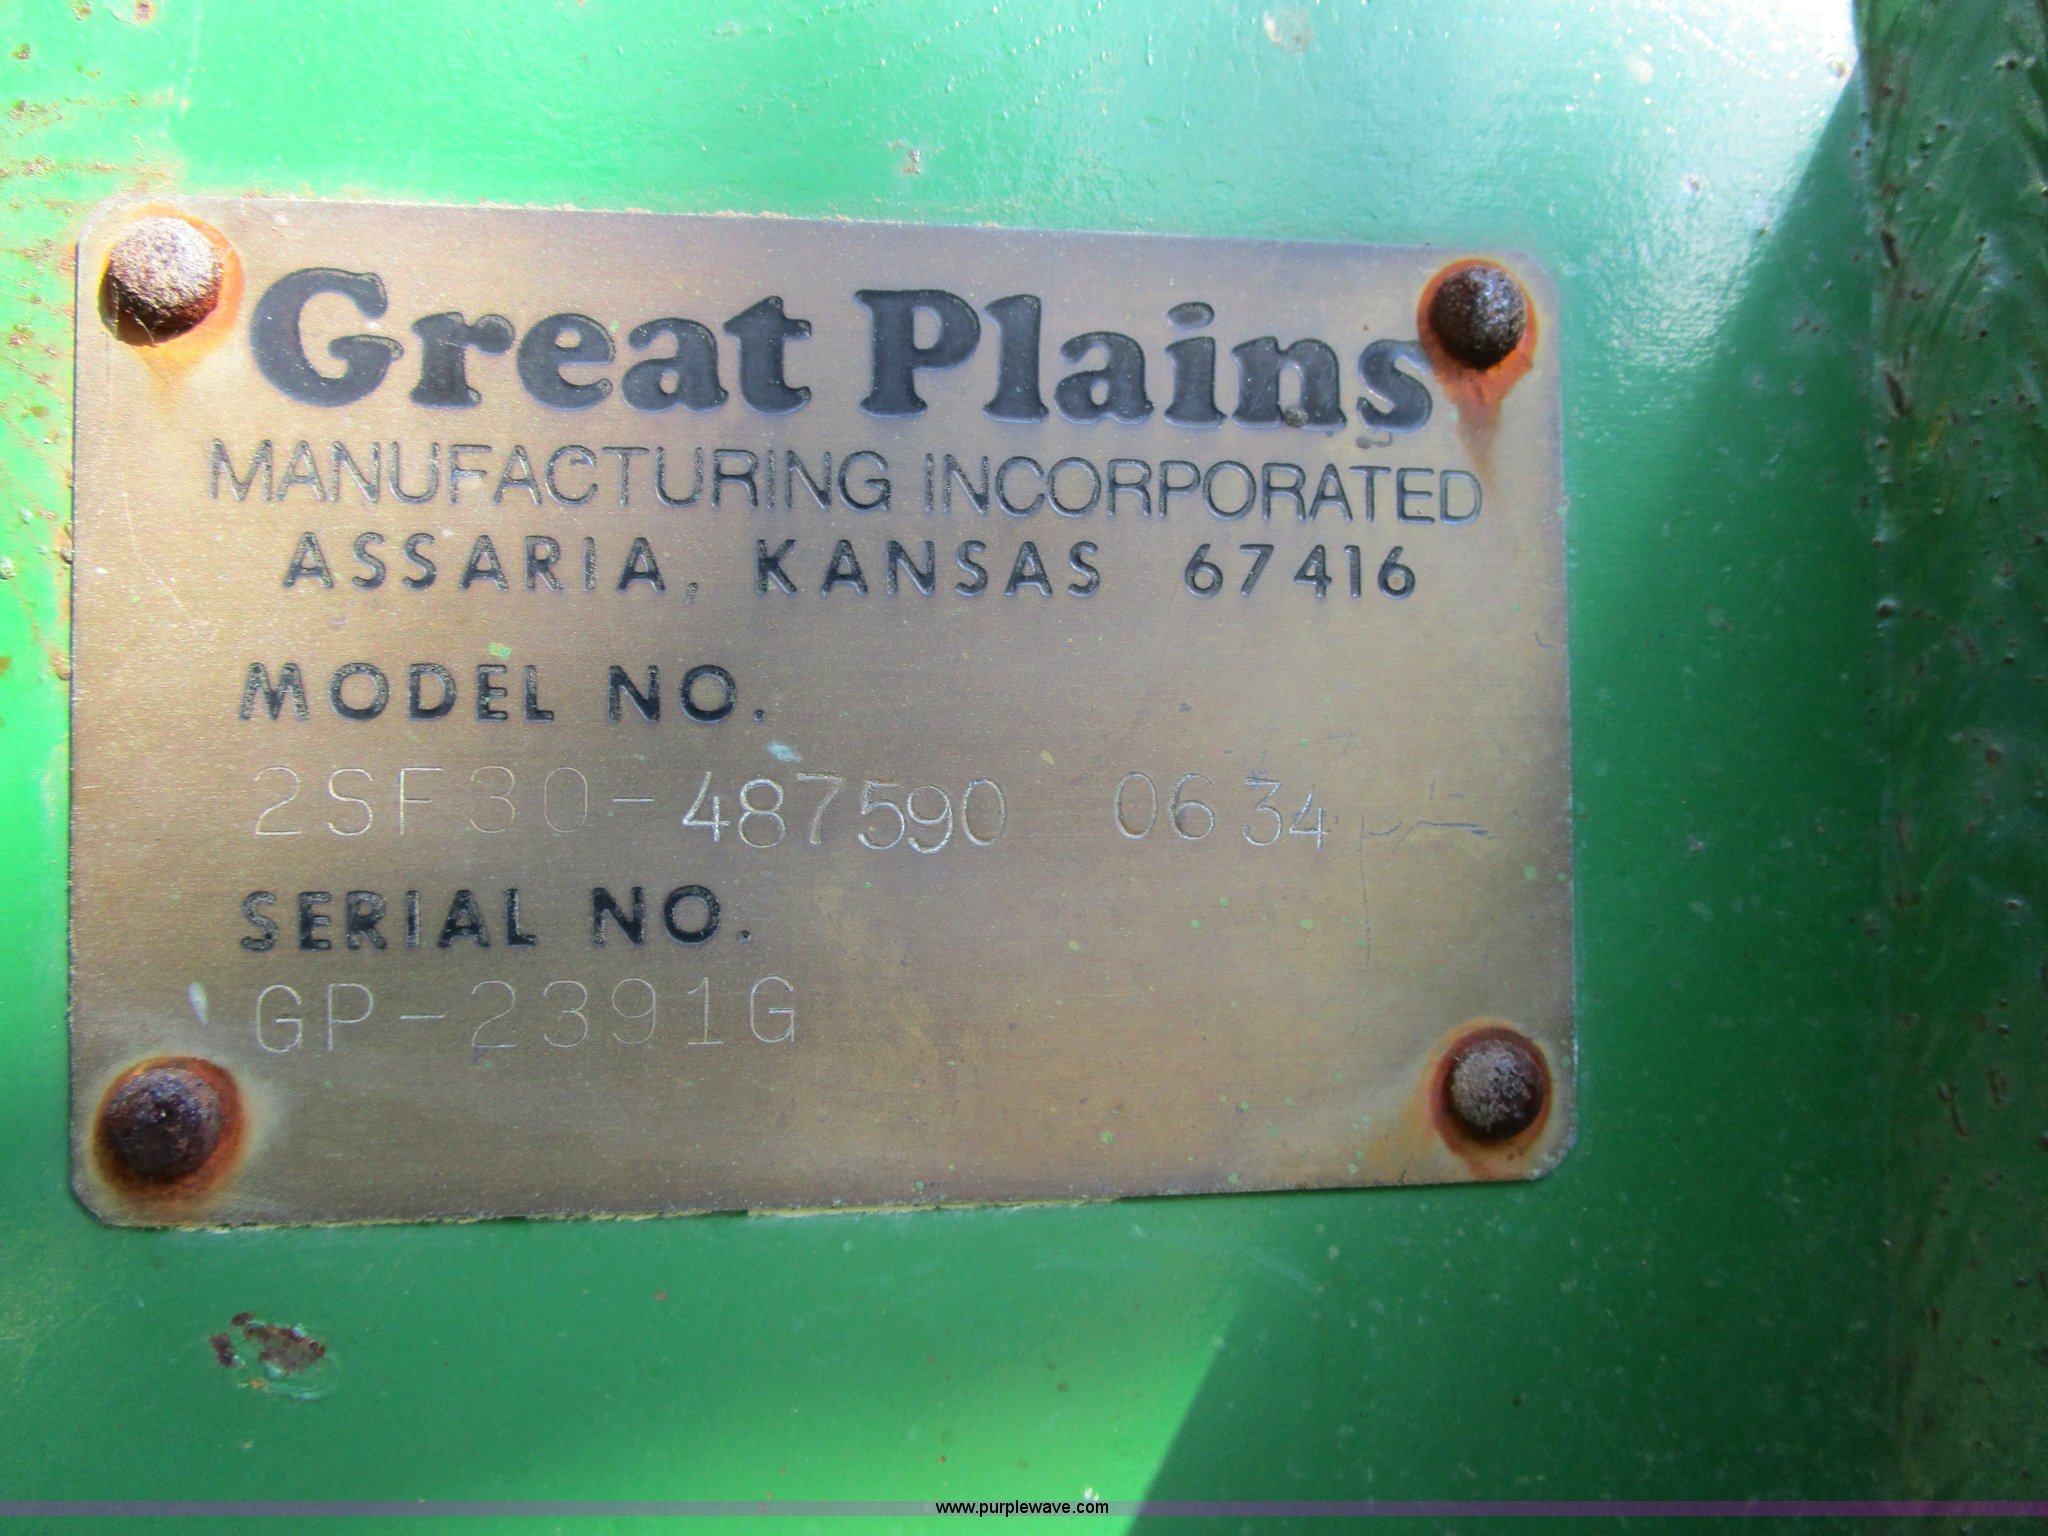 Great Plains
MANUFACTURING INCORPORATED
ASSARIA, KANSAS 67416
MODEL NO.
2SF30-487590 0634
SERIAL NO.
GP-2391G
www.purplewave.com